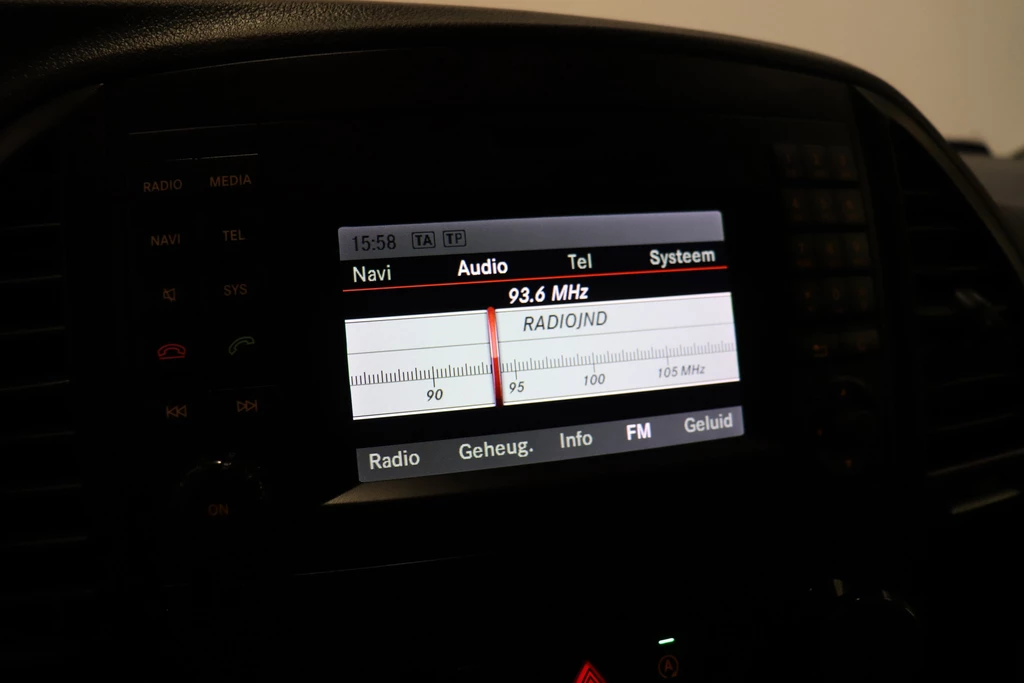 RADIO MEDIA
NAVI TEL
SYS
ON
15:58 TA TP
Navi Audio Tel Systeem
93.6 MHz
RADIOJND
90 95 100 105 MHz
Radio Geheug. Info FM Geluid
A